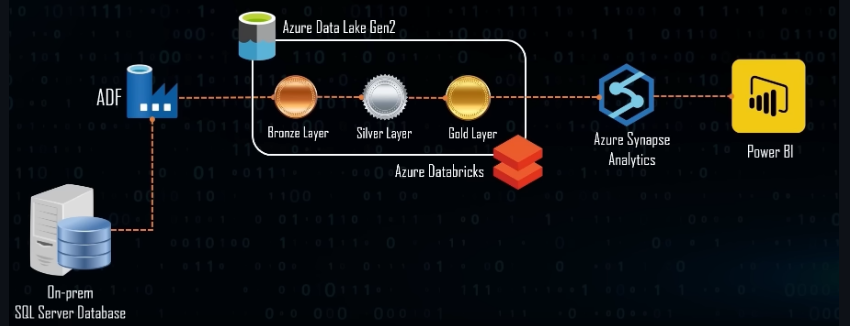 Azure Data Lake Gen2
ADF
Bronze Layer
Silver Layer
Gold Layer
Azure Databricks
Azure Synapse
Analytics
Power BI
On-prem
SQL Server Database